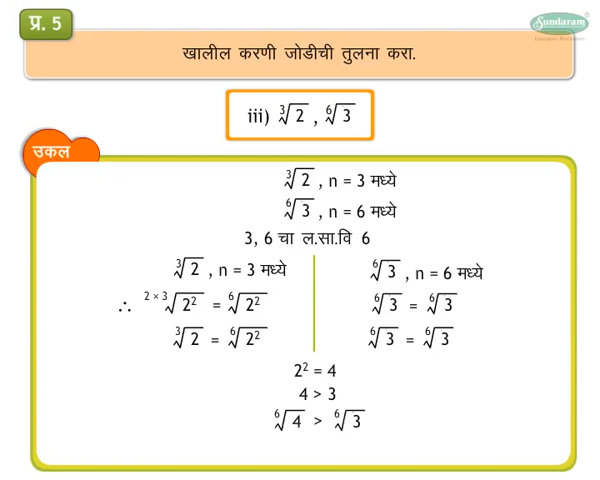 प्र. 5
Sundaram
खालील करणी जोडीची तुलना करा.
iii) ∛2 , ⁶√3
उकल
∛2 , n = 3 मध्ये
⁶√3 , n = 6 मध्ये
3, 6 चा ल.सा.वि 6
∛2 , n = 3 मध्ये
∴ ²ˣ³√2² = ⁶√2²
∛2 = ⁶√2²
⁶√3 , n = 6 मध्ये
⁶√3 = ⁶√3
⁶√3 = ⁶√3
2² = 4
4 > 3
⁶√4 > ⁶√3